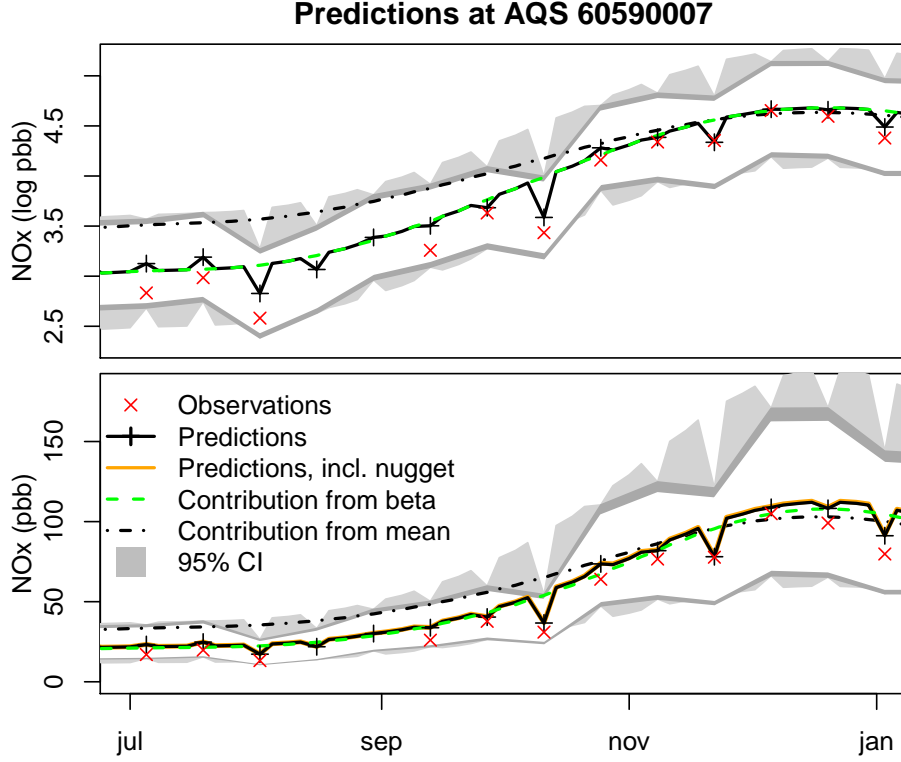 Predictions at AQS 60590007
NOx (log pbb)
4.5
3.5
2.5
NOx (pbb)
150
100
50
0
Observations
Predictions
Predictions, incl. nugget
Contribution from beta
Contribution from mean
95% CI
jul
sep
nov
jan